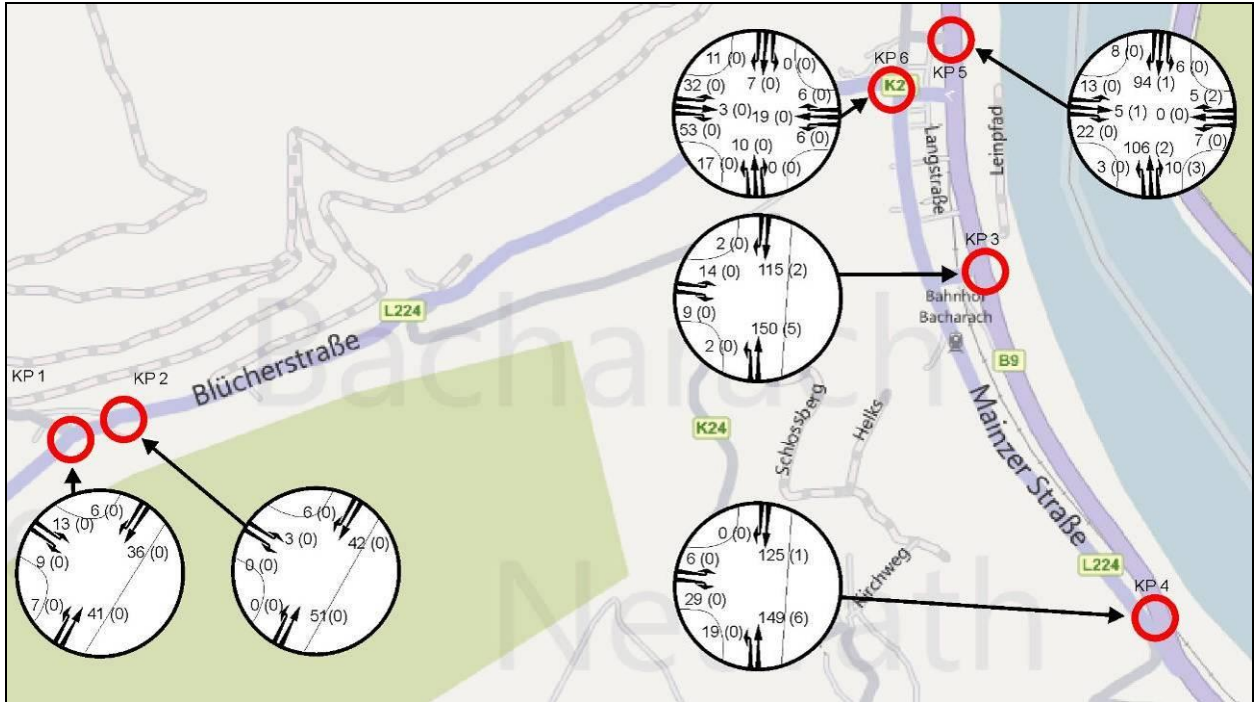 KP 6
11 (0)
0 (0)
7 (0)
32 (0)
6 (0)
3 (0)
19 (0)
53 (0)
6 (0)
10 (0)
17 (0)
0 (0)
K2
KP 5
8 (0)
6 (0)
94 (1)
13 (0)
5 (2)
5 (1)
0 (0)
22 (0)
7 (0)
106 (2)
3 (0)
10 (3)
Langstraße
Leinpfad
KP 3
2 (0)
14 (0)
115 (2)
9 (0)
150 (5)
2 (0)
Bahnhof
Bacharach
L224
Blücherstraße
Bacharach
B9
KP 1
KP 2
K24
Schlossberg
Helks
Mainzer Straße
6 (0)
13 (0)
36 (0)
9 (0)
7 (0)
41 (0)
6 (0)
3 (0)
42 (0)
0 (0)
0 (0)
51(0)
0 (0)
6 (0)
125 (1)
29 (0)
149 (6)
19 (0)
Kirchweg
L224
KP 4